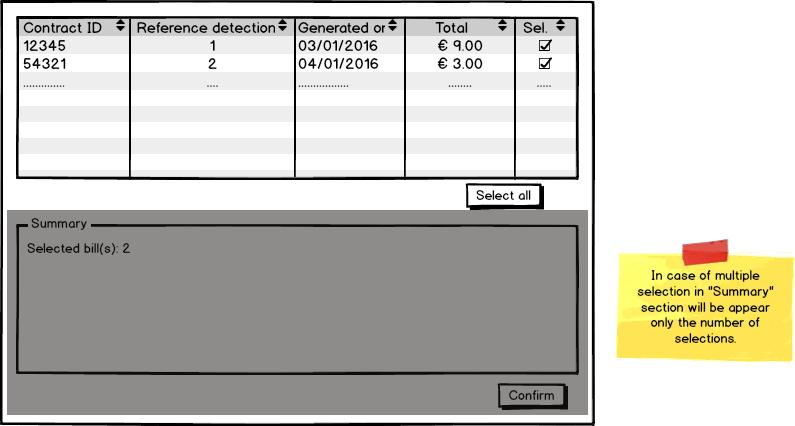 Contract ID Reference detection Generated or Total Sel.
12345 1 03/01/2016 € 9.00
54321 2 04/01/2016 € 3.00
.............. .... ................. ........ .....
Select all
Summary
Selected bill(s): 2
Confirm
In case of multiple
selection in "Summary"
section will be appear
only the number of
selections.